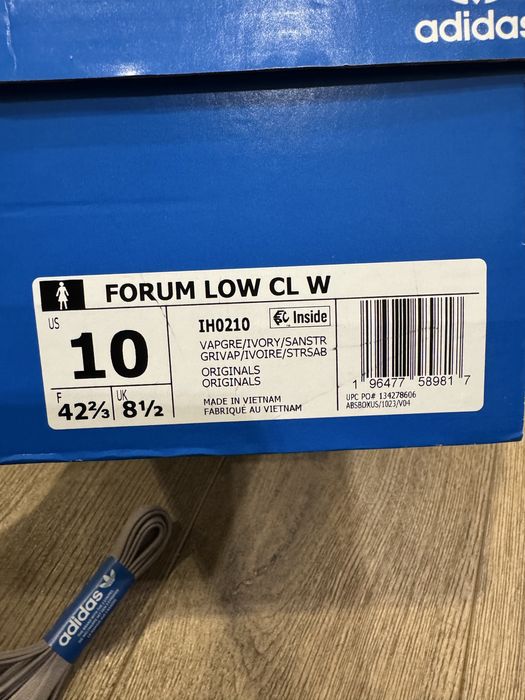 adidas
FORUM LOW CL W
US
10
F
42⅔
UK
8½
IH0210
Inside
VAPGRE/IVORY/SANSTR
GRIVAP/IVOIRE/STRSAB
ORIGINALS
ORIGINALS
MADE IN VIETNAM
FABRIQUÉ AU VIETNAM
1 96477 58981 7
UPC PO# 134278606
ABSBOXUS/1023/V04
adidas